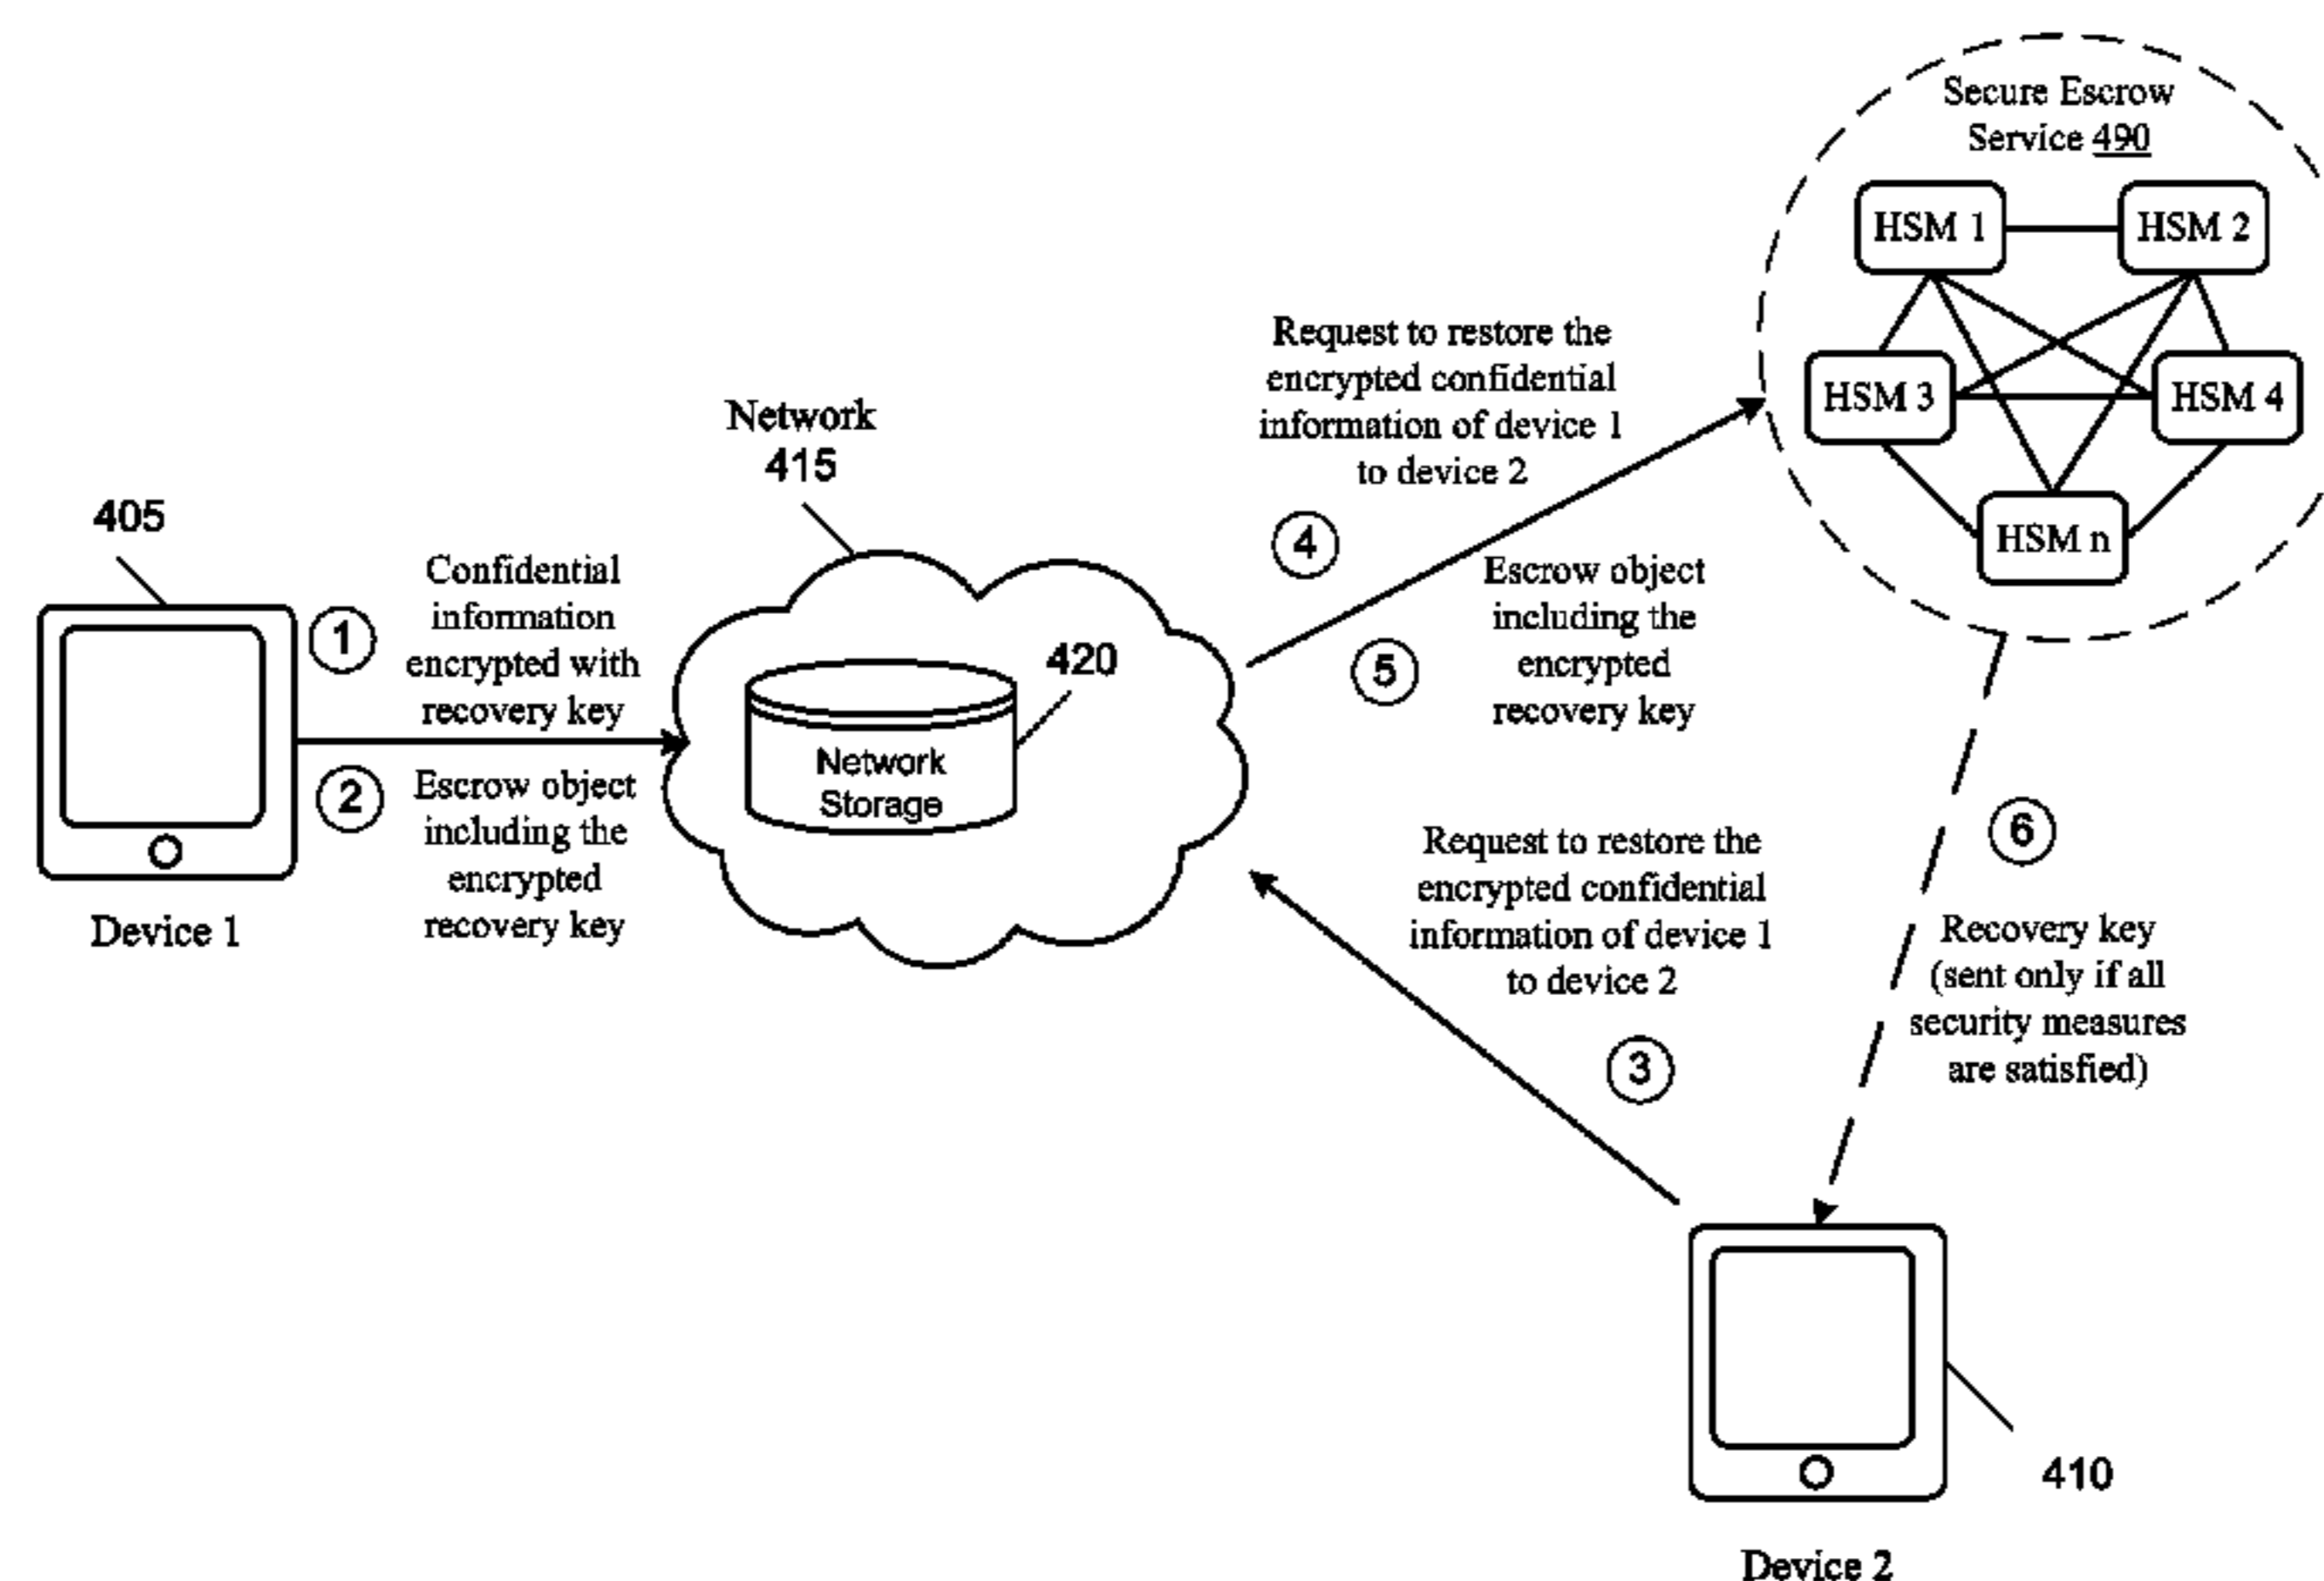 Secure Escrow
Service 490
HSM 1
HSM 2
HSM 3
HSM 4
HSM n
Request to restore the
encrypted confidential
information of device 1
to device 2
4
Network
415
405
Confidential
information
encrypted with
recovery key
1
2
Escrow object
including the
encrypted
recovery key
Device 1
420
Network
Storage
5
Escrow object
including the
encrypted
recovery key
Request to restore the
encrypted confidential
information of device 1
to device 2
3
6
Recovery key
(sent only if all
security measures
are satisfied)
410
Device 2